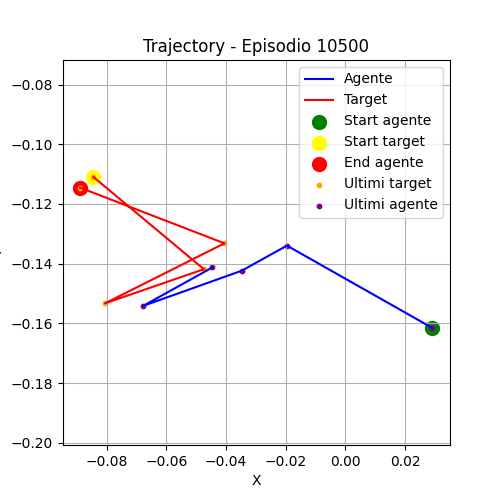 Trajectory - Episodio 10500
Agente
Target
Start agente
Start target
End agente
Ultimi target
Ultimi agente
−0.08
−0.10
−0.12
−0.14
−0.16
−0.18
−0.20
−0.08 −0.06 −0.04 −0.02 0.00 0.02
X